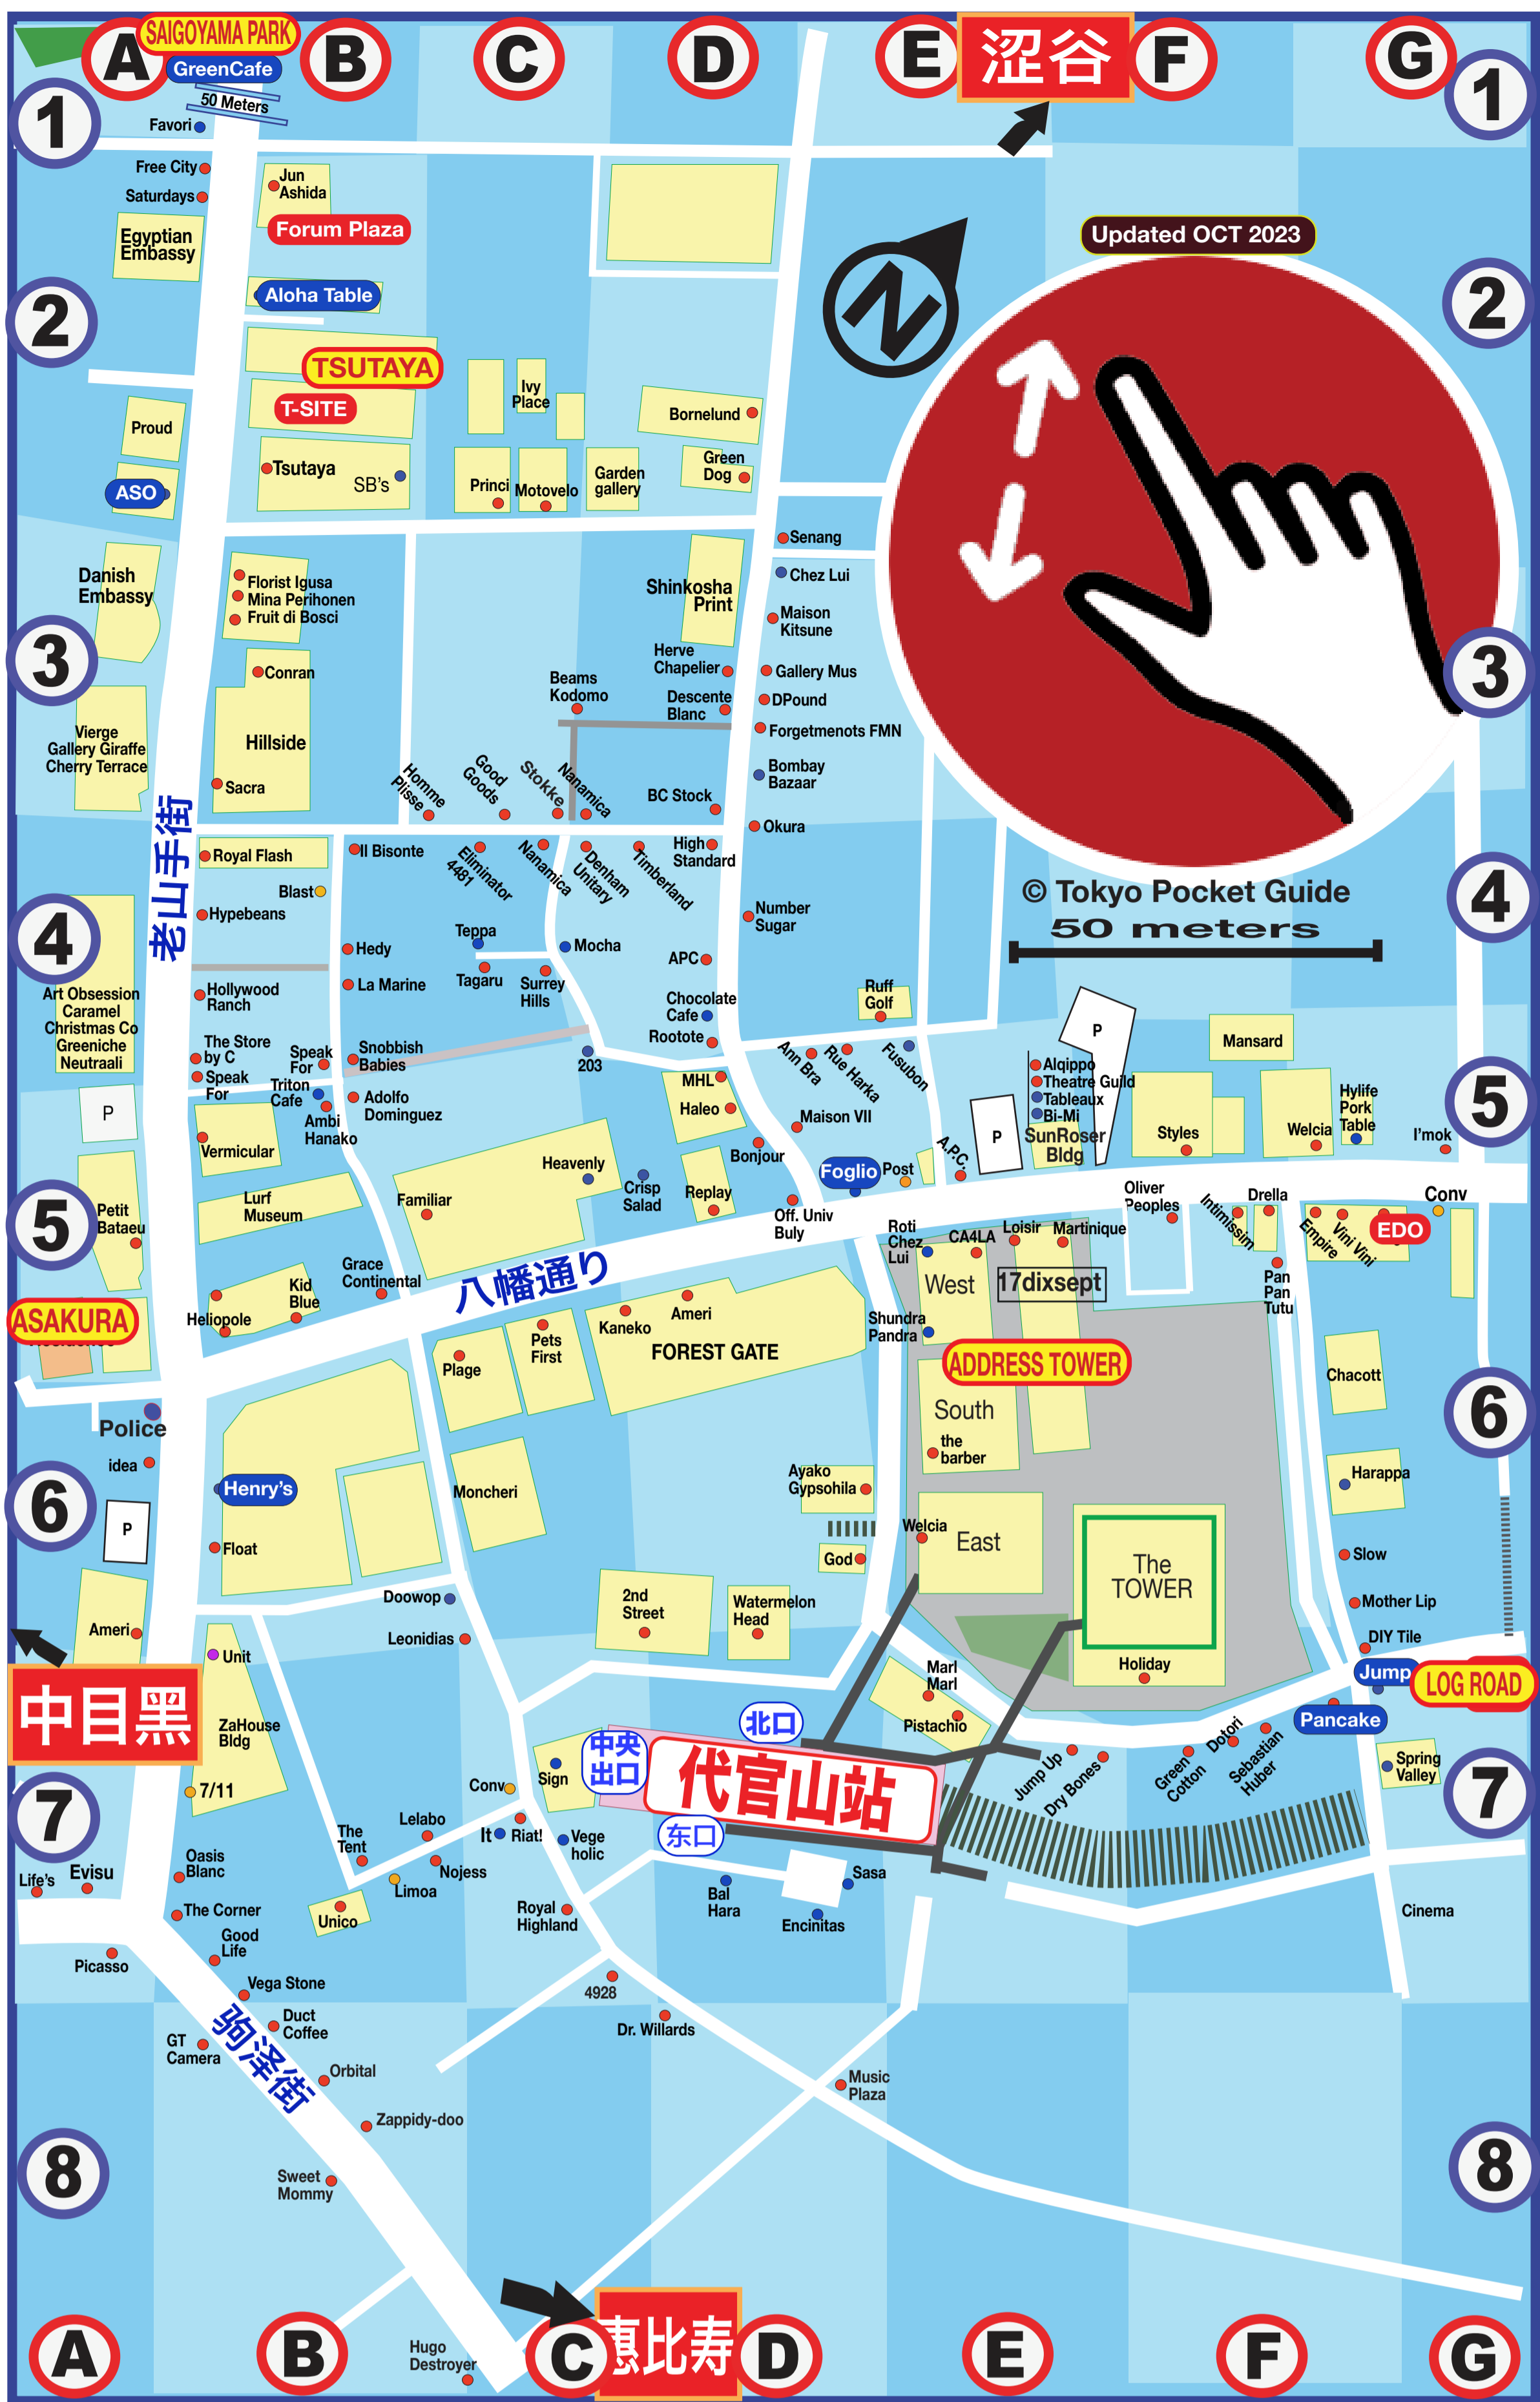 A
SAIGOYAMA PARK
GreenCafe
50 Meters
B
C
D
E
涩谷
F
G
1
1
Favori
Free City
Saturdays
Jun
Ashida
Forum Plaza
Egyptian
Embassy
Updated OCT 2023
N
2
2
Aloha Table
TSUTAYA
T-SITE
Ivy
Place
Proud
Bornelund
Tsutaya
SB's
Princi
Motovelo
Garden
gallery
Green
Dog
ASO
Senang
Chez Lui
Danish
Embassy
Florist Igusa
Mina Perihonen
Fruit di Bosci
Shinkosha
Print
Maison
Kitsune
3
3
Conran
Herve
Chapelier
Gallery Mus
Beams
Kodomo
Descente
Blanc
DPound
Forgetmenots FMN
Vierge
Gallery Giraffe
Cherry Terrace
Hillside
Sacra
Homme
Plisse
Good
Goods
Stokke
Nanamica
BC Stock
Bombay
Bazaar
Okura
老山手街
Royal Flash
Il Bisonte
Eliminator
4481
Nanamica
Denham
Unitary
Timberland
High
Standard
Blast
Hypebeans
Number
Sugar
© Tokyo Pocket Guide
50 meters
4
4
Hedy
Teppa
Mocha
APC
La Marine
Tagaru
Surrey
Hills
Hollywood
Ranch
Art Obsession
Caramel
Christmas Co
Greeniche
Neutraali
Chocolate
Cafe
Rootote
Ruff
Golf
P
Mansard
The Store
by C
Speak
For
Speak
For
Snobbish
Babies
203
Ann Bra
Rue Harka
Fusubon
Alqippo
Theatre Guild
Tableaux
Bi-Mi
SunRoser
Bldg
P
P
Triton
Cafe
Ambi
Hanako
Adolfo
Dominguez
MHL
Haleo
Maison VII
Bonjour
A.P.C.
Styles
Welcia
Hylife
Pork
Table
I'mok
5
5
Vermicular
Lurf
Museum
Familiar
Heavenly
Crisp
Salad
Replay
Foglio
Post
Off. Univ
Buly
Petit
Bataeu
Roti
Chez
Lui
CA4LA
Loisir
Martinique
Oliver
Peoples
Intimissim
Drella
Empire
Vini Vini
EDO
Conv
West
17dixsept
Pan
Pan
Tutu
八幡通り
Grace
Continental
Kid
Blue
Heliopole
ASAKURA
Kaneko
Ameri
FOREST GATE
Pets
First
Plage
Shundra
Pandra
ADDRESS TOWER
Chacott
South
the
barber
6
6
Police
idea
Henry's
P
Float
Moncheri
Ayako
Gypsohila
God
Welcia
East
The
TOWER
Harappa
Slow
Mother Lip
DIY Tile
Jump
LOG ROAD
Pancake
Doowop
Leonidias
2nd
Street
Watermelon
Head
Ameri
Unit
中目黑
ZaHouse
Bldg
7/11
Marl
Marl
Pistachio
Holiday
北口
中央
出口
代官山站
东口
Sign
Conv
Jump Up
Dry Bones
Green
Cotton
Dotori
Sebastian
Huber
Spring
Valley
7
7
Lelabo
It
Riat!
Vege
holic
The
Tent
Nojess
Limoa
Unico
Oasis
Blanc
Life's
Evisu
The Corner
Royal
Highland
Bal
Hara
Sasa
Encinitas
Cinema
Picasso
Good
Life
Vega Stone
4928
Dr. Willards
Duct
Coffee
GT
Camera
驹泽街
Orbital
Music
Plaza
Zappidy-doo
Sweet
Mommy
8
8
Hugo
Destroyer
惠比寿
A
B
C
D
E
F
G